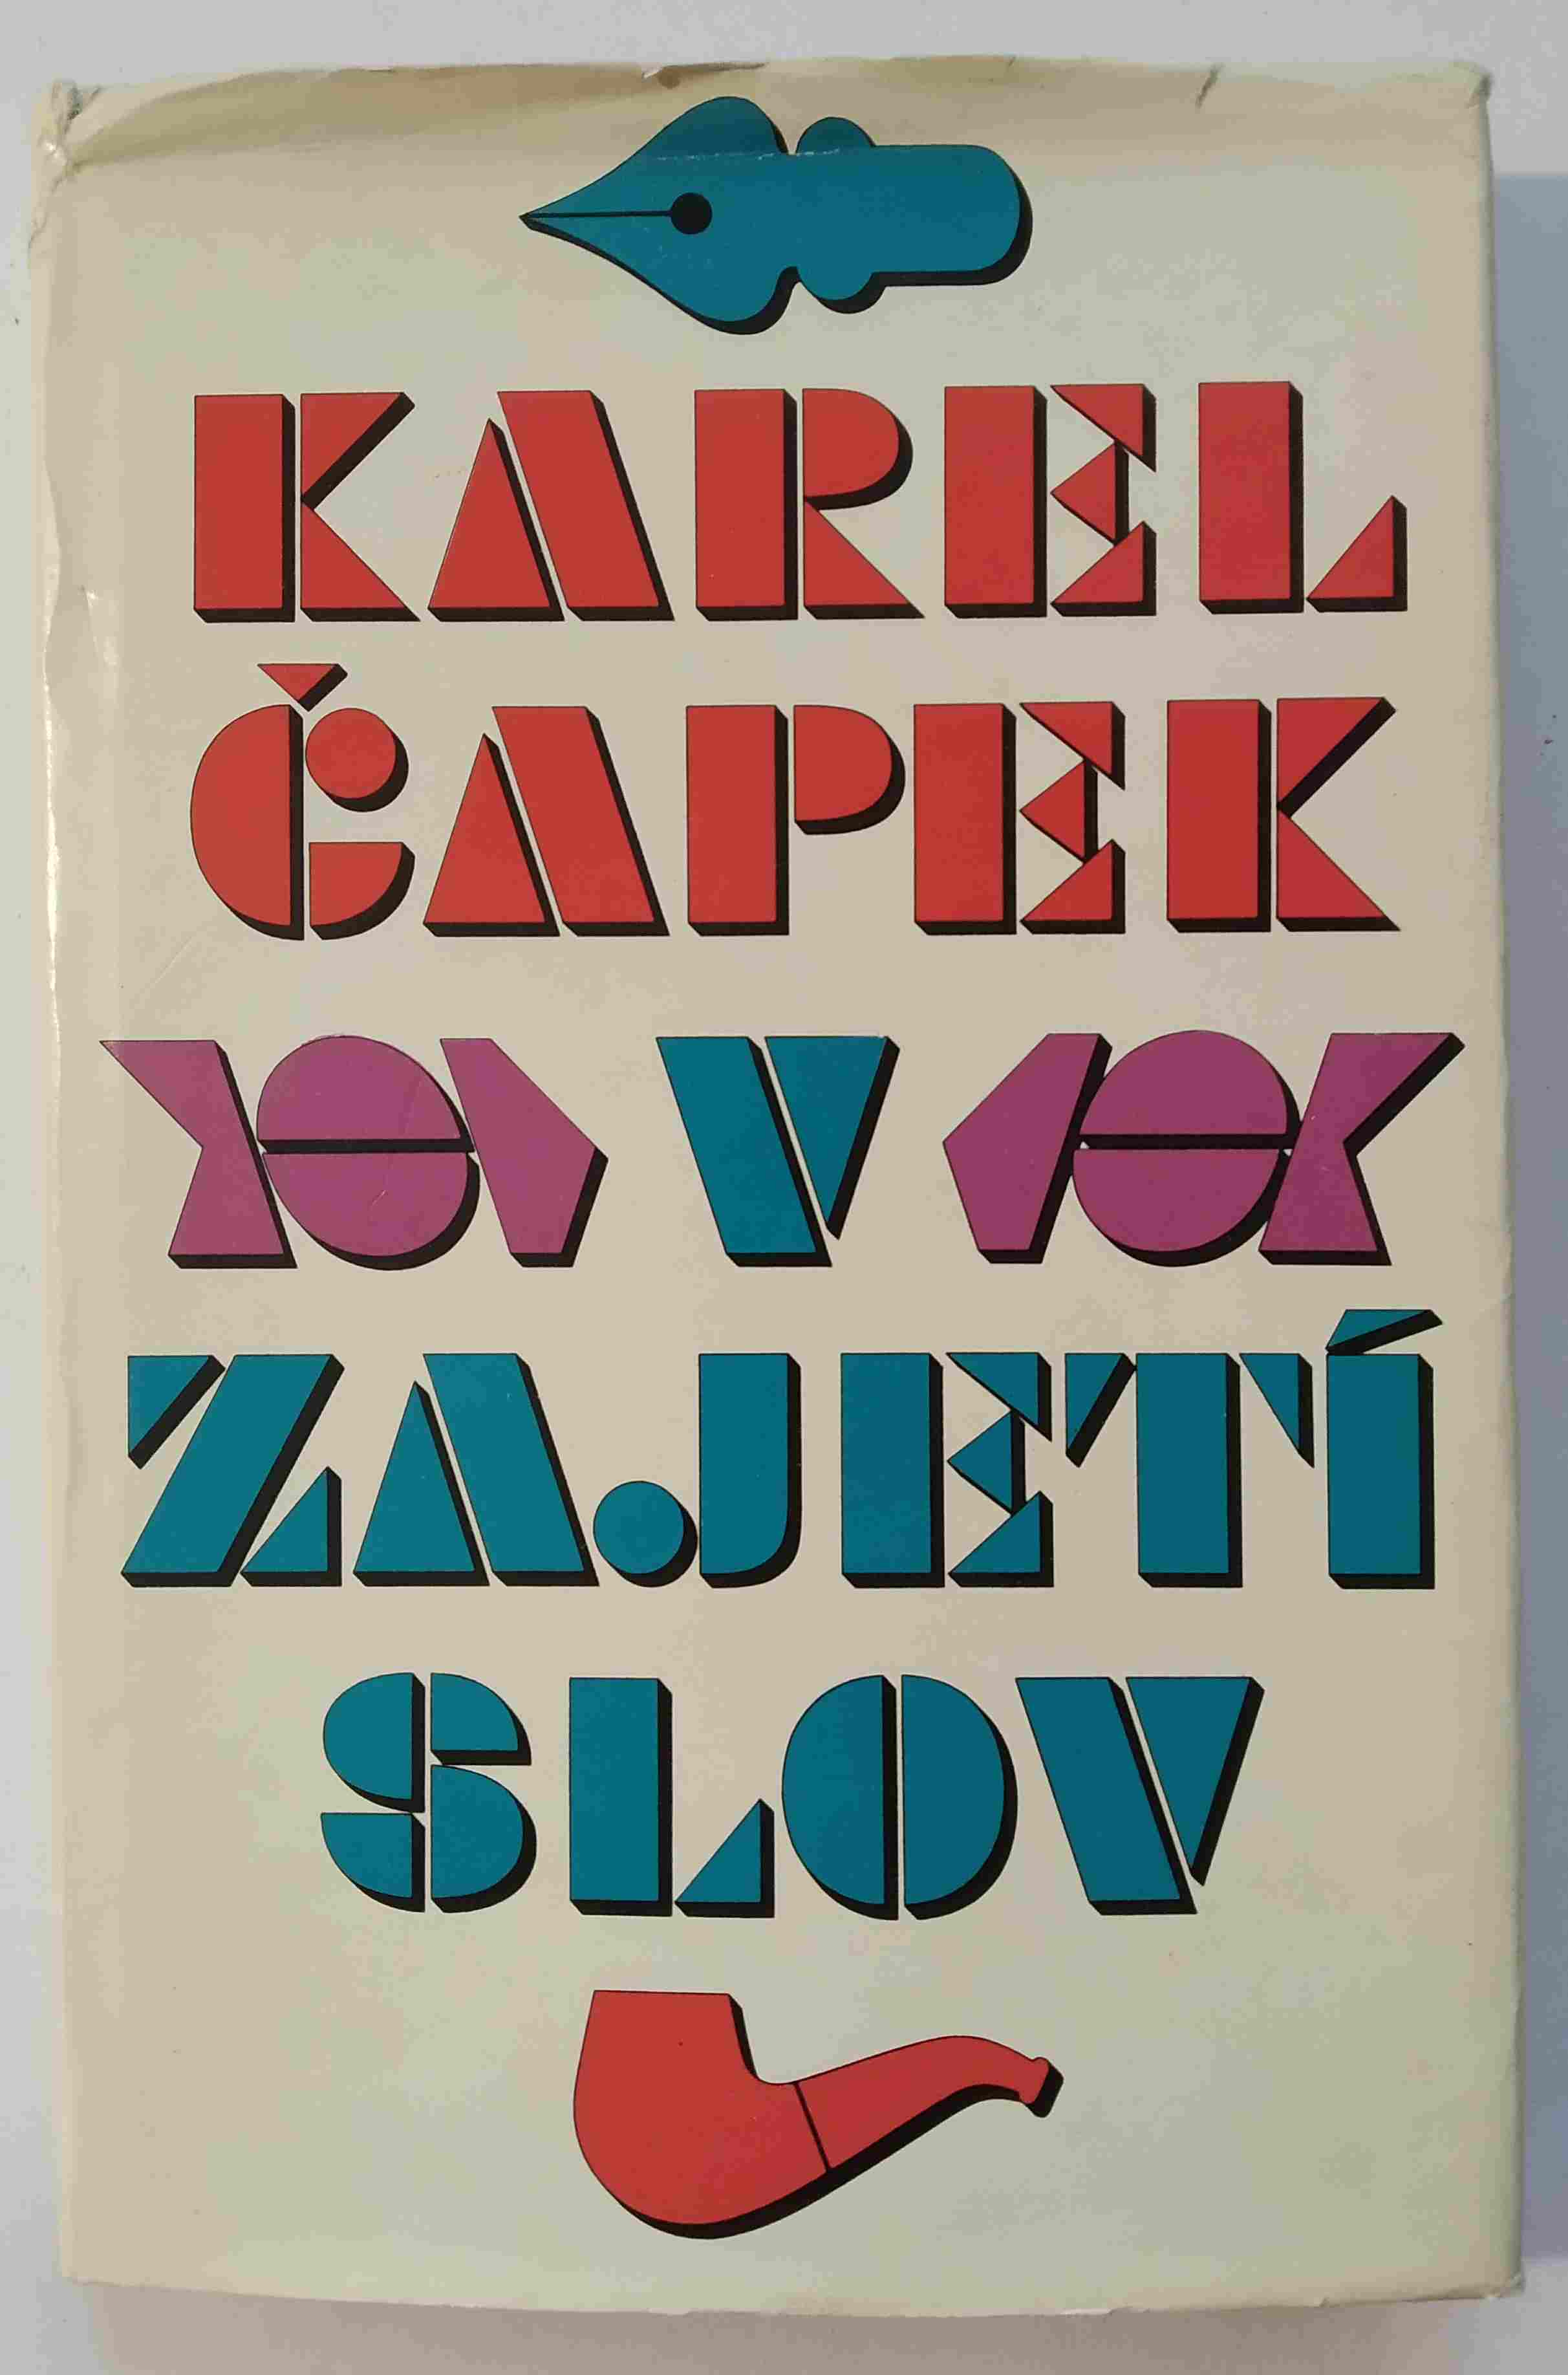 KAREL
ČAPEK
V
ZAJETÍ
SLOV